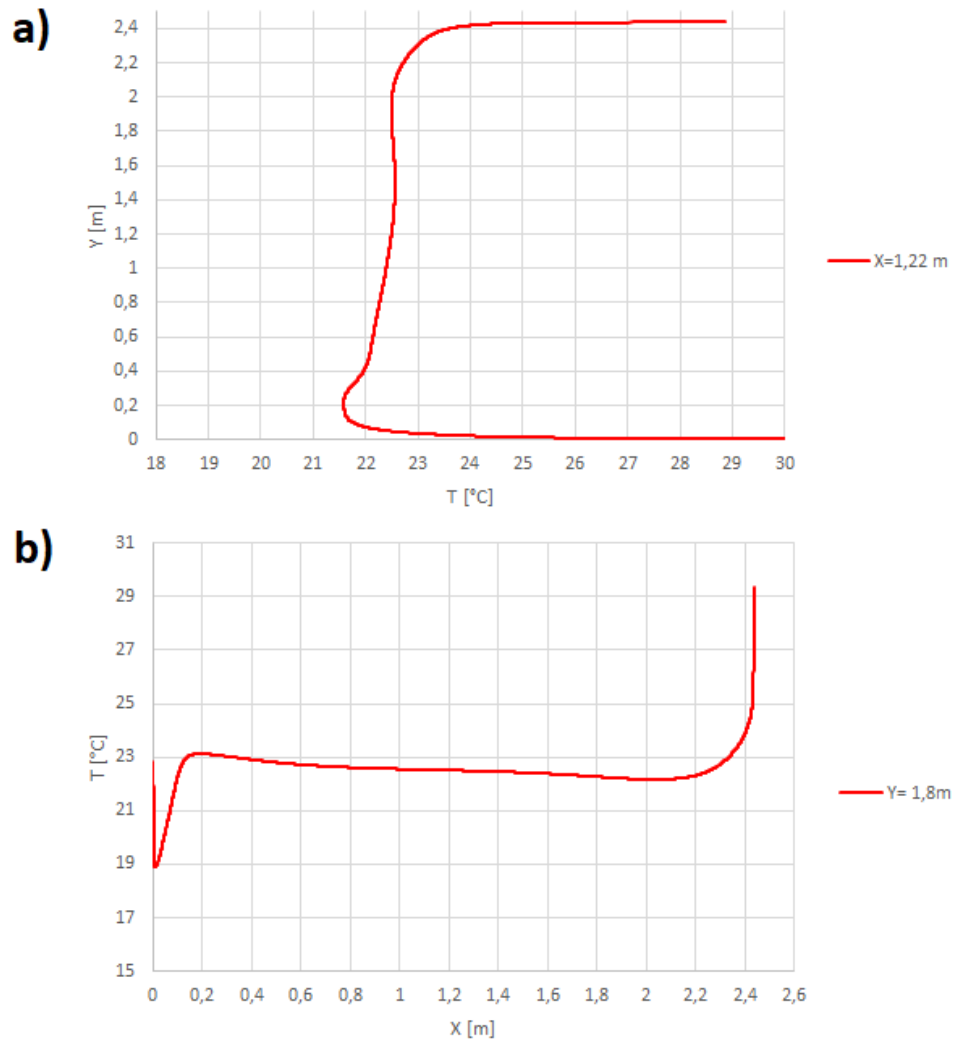 a)
2,4
2,2
2
1,8
1,6
1,4
1,2
1
0,8
0,6
0,4
0,2
0
Y [m]
18 19 20 21 22 23 24 25 26 27 28 29 30
T [°C]
X=1,22 m
b)
31
29
27
25
23
21
19
17
15
T [°C]
0 0,2 0,4 0,6 0,8 1 1,2 1,4 1,6 1,8 2 2,2 2,4 2,6
X [m]
Y= 1,8m